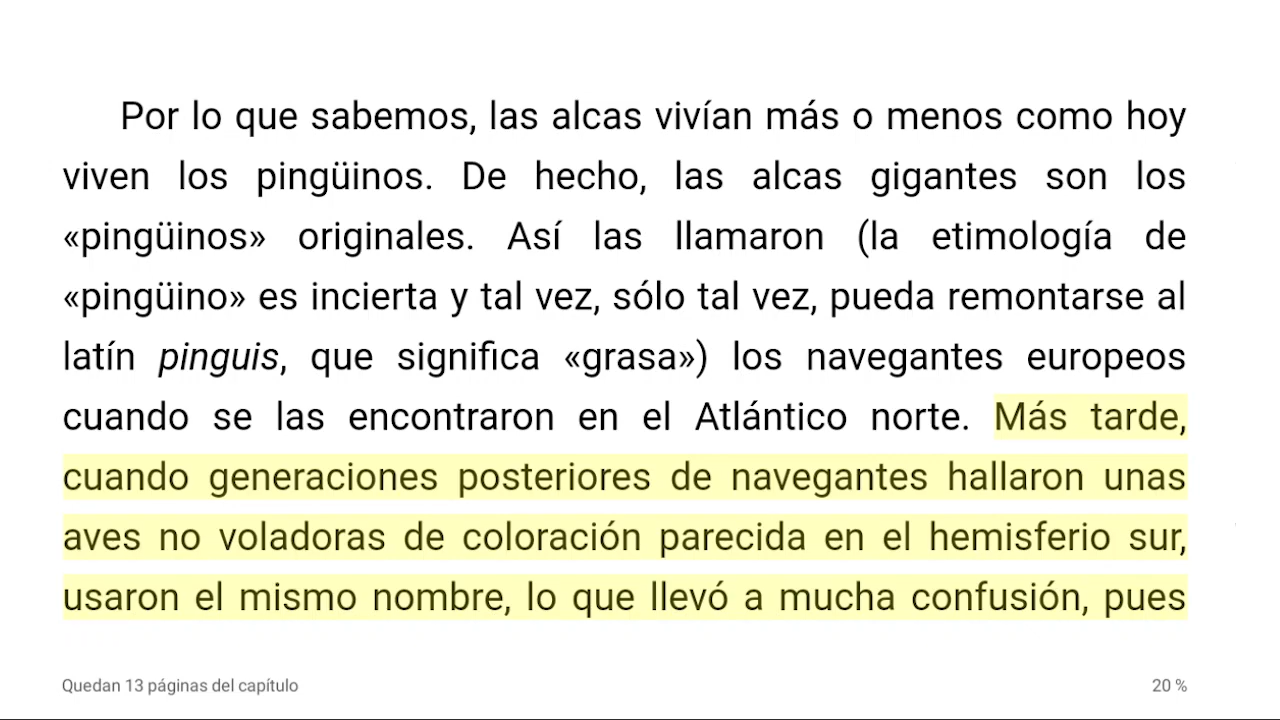 Por lo que sabemos, las alcas vivían más o menos como hoy
viven los pingüinos. De hecho, las alcas gigantes son los
«pingüinos» originales. Así las llamaron (la etimología de
«pingüino» es incierta y tal vez, sólo tal vez, pueda remontarse al
latín pinguis, que significa «grasa») los navegantes europeos
cuando se las encontraron en el Atlántico norte. Más tarde,
cuando generaciones posteriores de navegantes hallaron unas
aves no voladoras de coloración parecida en el hemisferio sur,
usaron el mismo nombre, lo que llevó a mucha confusión, pues
Quedan 13 páginas del capítulo
20 %